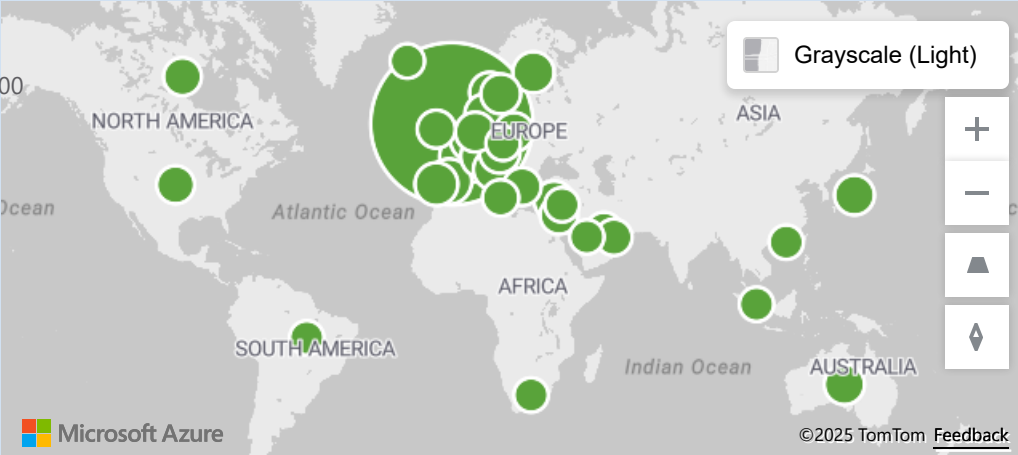 Grayscale (Light)
00
NORTH AMERICA
ASIA
EUROPE
Ocean
Atlantic Ocean
AFRICA
SOUTH AMERICA
Indian Ocean
AUSTRALIA
Microsoft Azure
©2025 TomTom Feedback